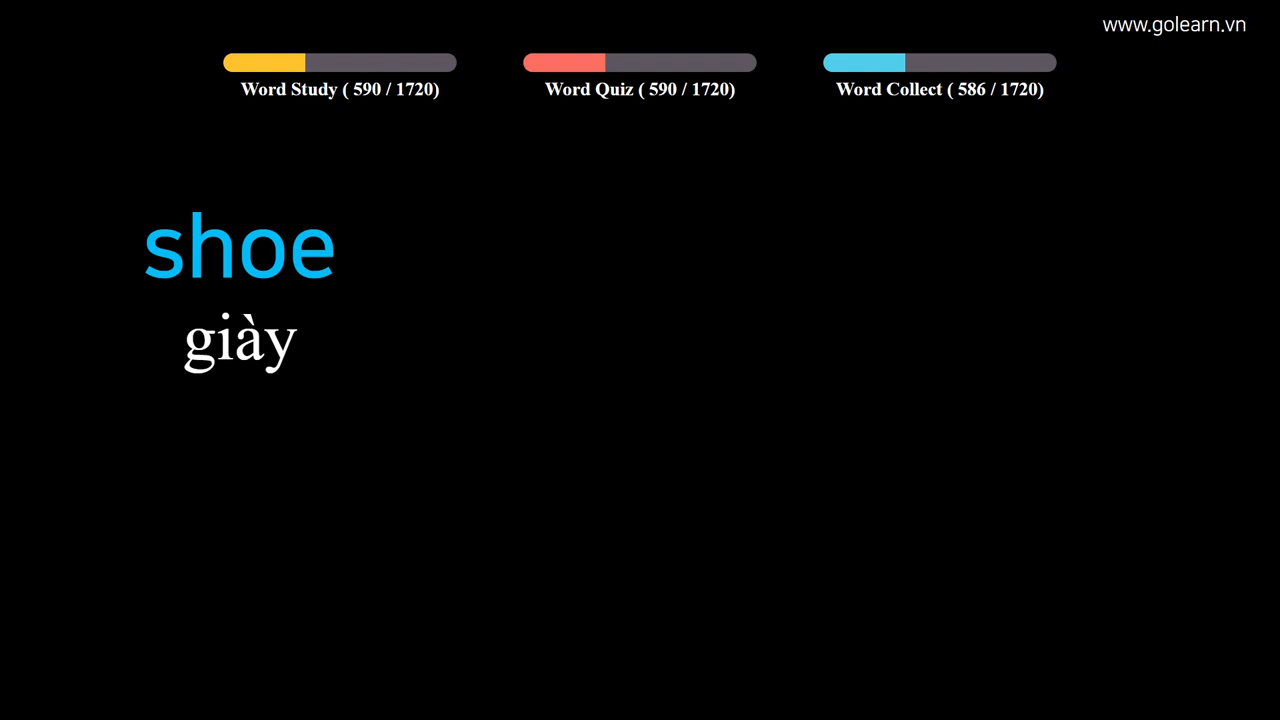 www.golearn.vn
Word Study ( 590 / 1720)
Word Quiz ( 590 / 1720)
Word Collect ( 586 / 1720)
shoe
giày